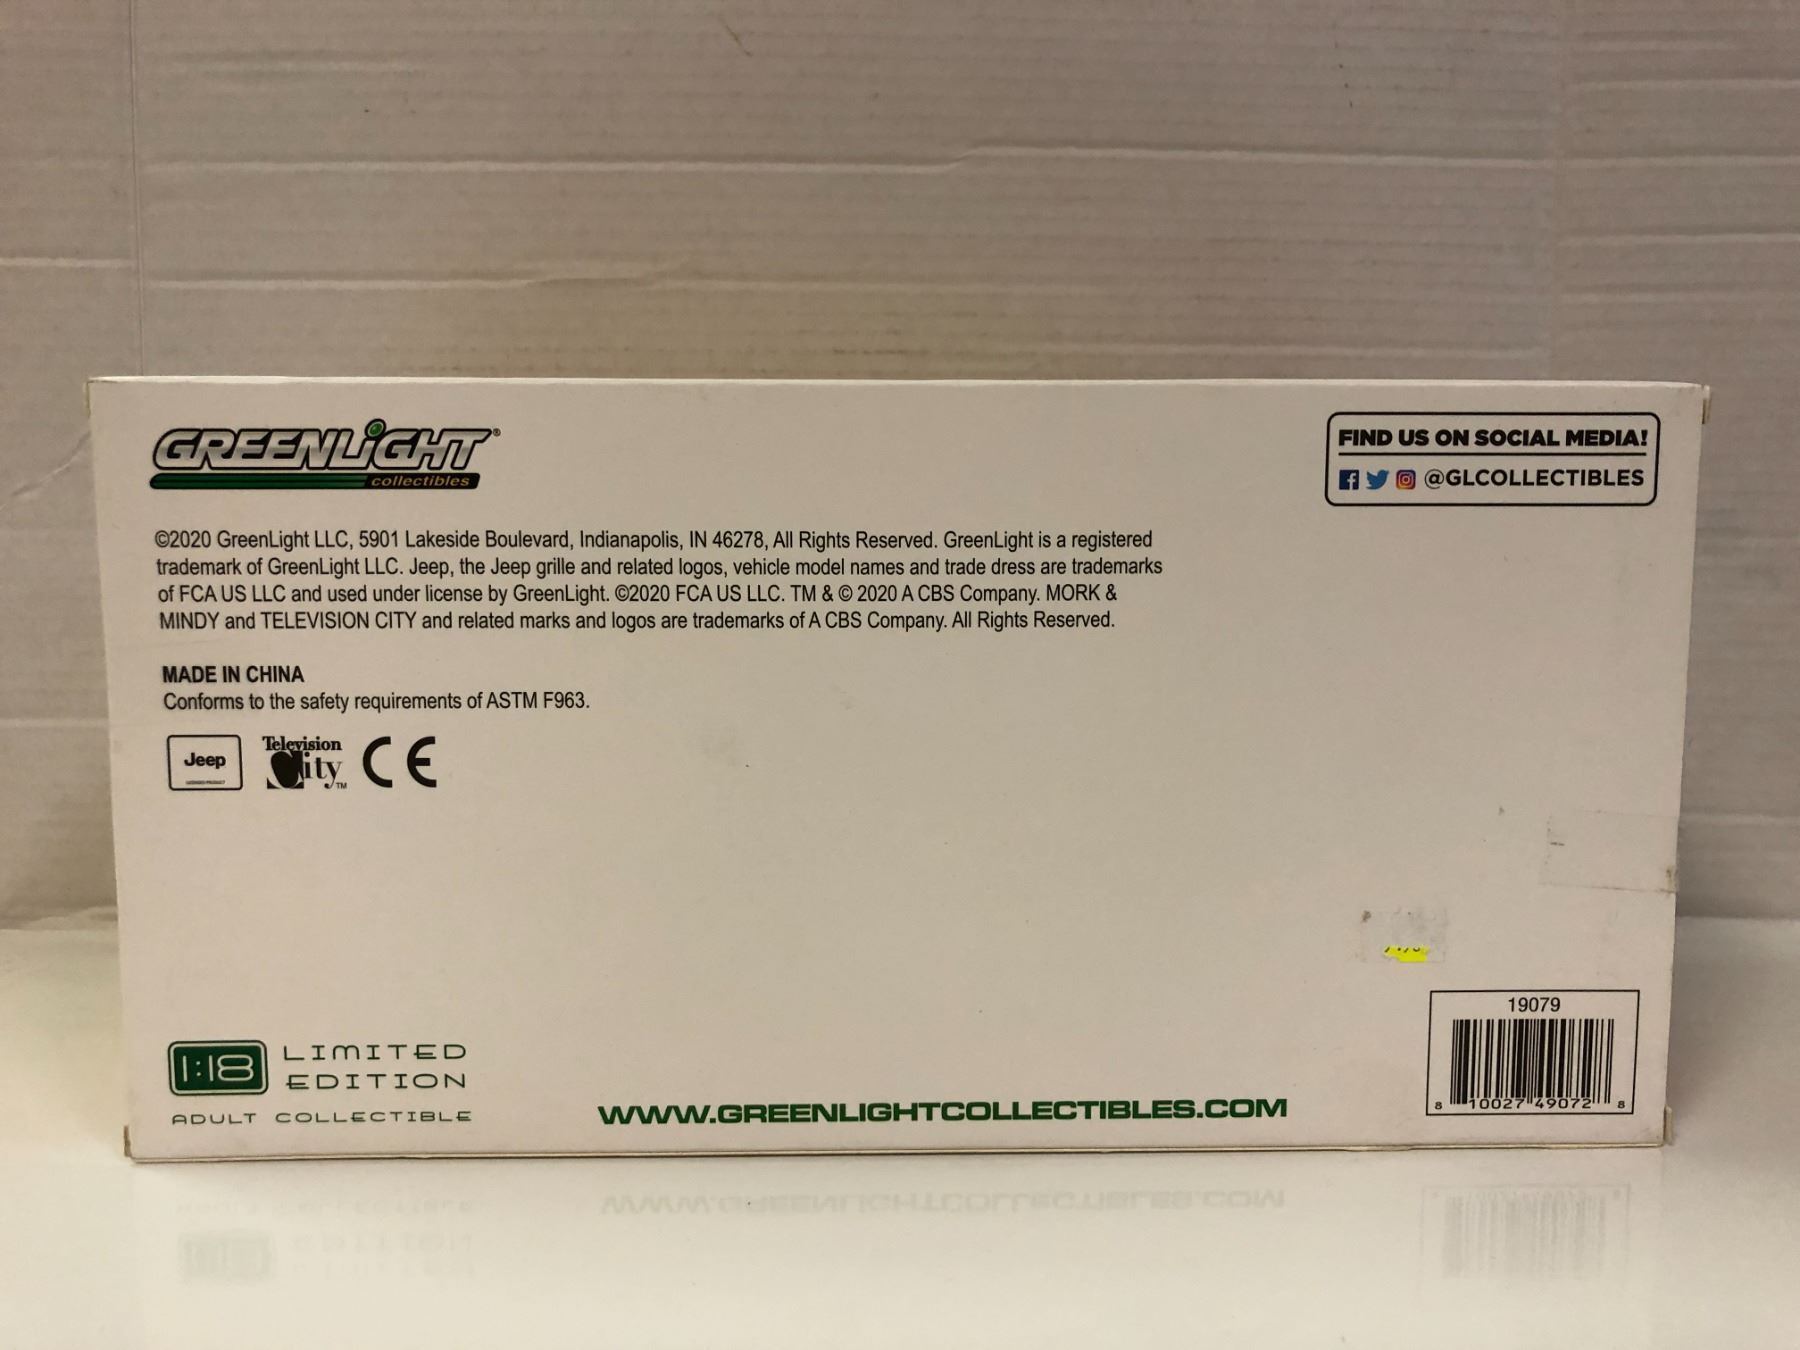 GREENLiGHT®
collectibles
FIND US ON SOCIAL MEDIA!
@GLCOLLECTIBLES
©2020 GreenLight LLC, 5901 Lakeside Boulevard, Indianapolis, IN 46278, All Rights Reserved. GreenLight is a registered
trademark of GreenLight LLC. Jeep, the Jeep grille and related logos, vehicle model names and trade dress are trademarks
of FCA US LLC and used under license by GreenLight. ©2020 FCA US LLC. TM & © 2020 A CBS Company. MORK &
MINDY and TELEVISION CITY and related marks and logos are trademarks of A CBS Company. All Rights Reserved.
MADE IN CHINA
Conforms to the safety requirements of ASTM F963.
Jeep
Television
City™
CE
1:18
LIMITED
EDITION
ADULT COLLECTIBLE
WWW.GREENLIGHTCOLLECTIBLES.COM
19079
8 10027 49072 8